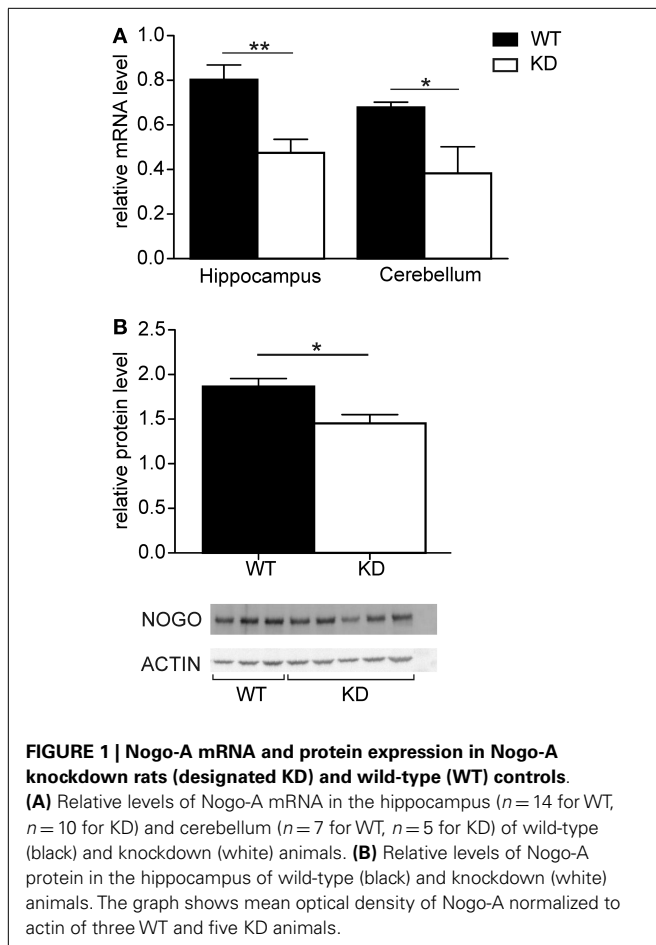 A
1.0
0.8
0.6
0.4
0.2
0.0
relative mRNA level
**
*
WT
KD
Hippocampus
Cerebellum
B
2.5
2.0
1.5
1.0
0.5
0.0
relative protein level
*
WT
KD
NOGO
ACTIN
WT
KD
FIGURE 1 | Nogo-A mRNA and protein expression in Nogo-A
knockdown rats (designated KD) and wild-type (WT) controls.
(A) Relative levels of Nogo-A mRNA in the hippocampus (n = 14 for WT,
n = 10 for KD) and cerebellum (n = 7 for WT, n = 5 for KD) of wild-type
(black) and knockdown (white) animals. (B) Relative levels of Nogo-A
protein in the hippocampus of wild-type (black) and knockdown (white)
animals. The graph shows mean optical density of Nogo-A normalized to
actin of three WT and five KD animals.